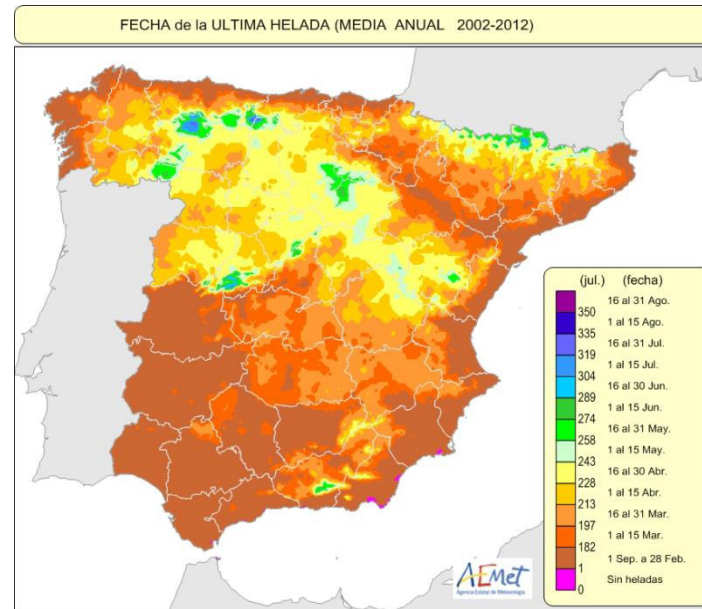 FECHA de la ULTIMA HELADA (MEDIA ANUAL 2002-2012)
(jul.) (fecha)
16 al 31 Ago.
350
1 al 15 Ago.
335
16 al 31 Jul.
319
1 al 15 Jul.
304
16 al 30 Jun.
289
1 al 15 Jun.
274
16 al 31 May.
258
1 al 15 May.
243
16 al 30 Abr.
228
1 al 15 Abr.
213
16 al 31 Mar.
197
1 al 15 Mar.
182
1 Sep. a 28 Feb.
1
Sin heladas
0
AEMet
Agencia Estatal de Meteorología